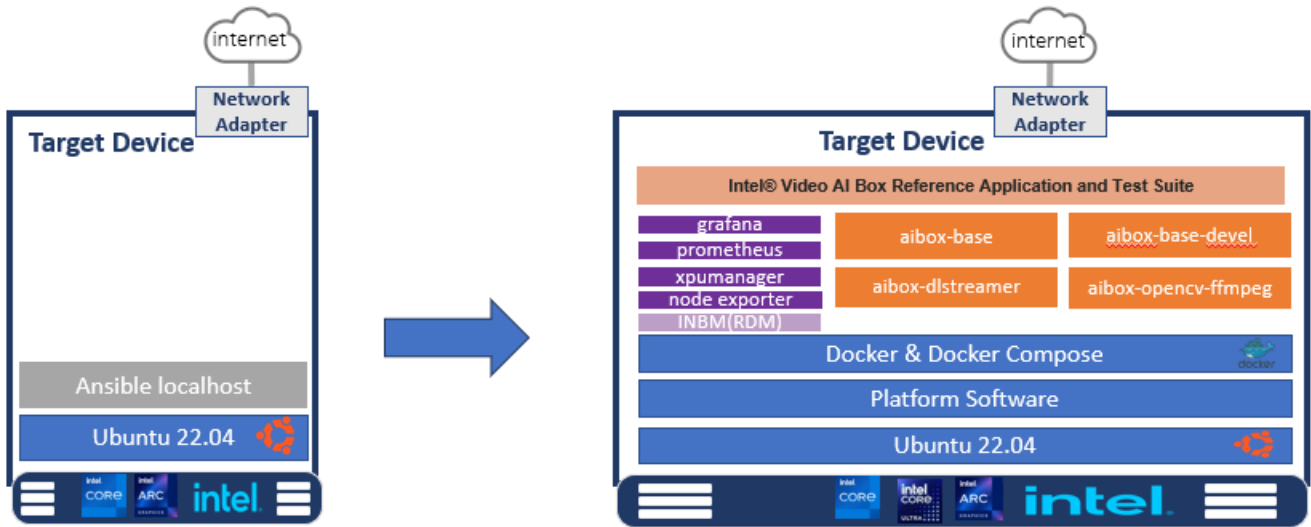 internet
Network
Adapter
Target Device
Ansible localhost
Ubuntu 22.04
intel
CORE
intel
ARC
GRAPHICS
intel.
internet
Network
Adapter
Target Device
Intel® Video AI Box Reference Application and Test Suite
grafana
prometheus
xpumanager
node exporter
INBM(RDM)
aibox-base
aibox-base-devel
aibox-dlstreamer
aibox-opencv-ffmpeg
Docker & Docker Compose
docker
Platform Software
Ubuntu 22.04
intel
CORE
intel
CORE
ULTRA
intel
ARC
GRAPHICS
intel.